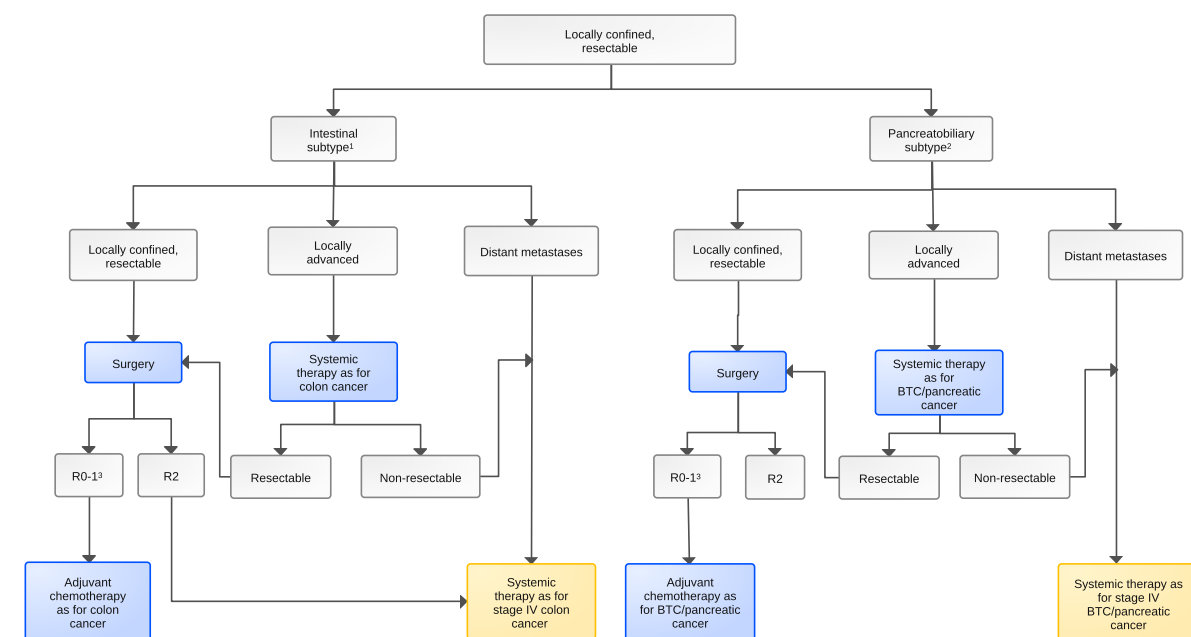 Locally confined,
resectable
Intestinal
subtype¹
Pancreatobiliary
subtype²
Locally confined,
resectable
Locally
advanced
Distant metastases
Locally confined,
resectable
Locally
advanced
Distant metastases
Surgery
Systemic
therapy as for
colon cancer
Surgery
Systemic therapy
as for
BTC/pancreatic
cancer
R0-1³
R2
Resectable
Non-resectable
R0-1³
R2
Resectable
Non-resectable
Adjuvant
chemotherapy
as for colon
cancer
Systemic
therapy as for
stage IV colon
cancer
Adjuvant
chemotherapy as
for BTC/pancreatic
cancer
Systemic therapy as
for stage IV
BTC/pancreatic
cancer